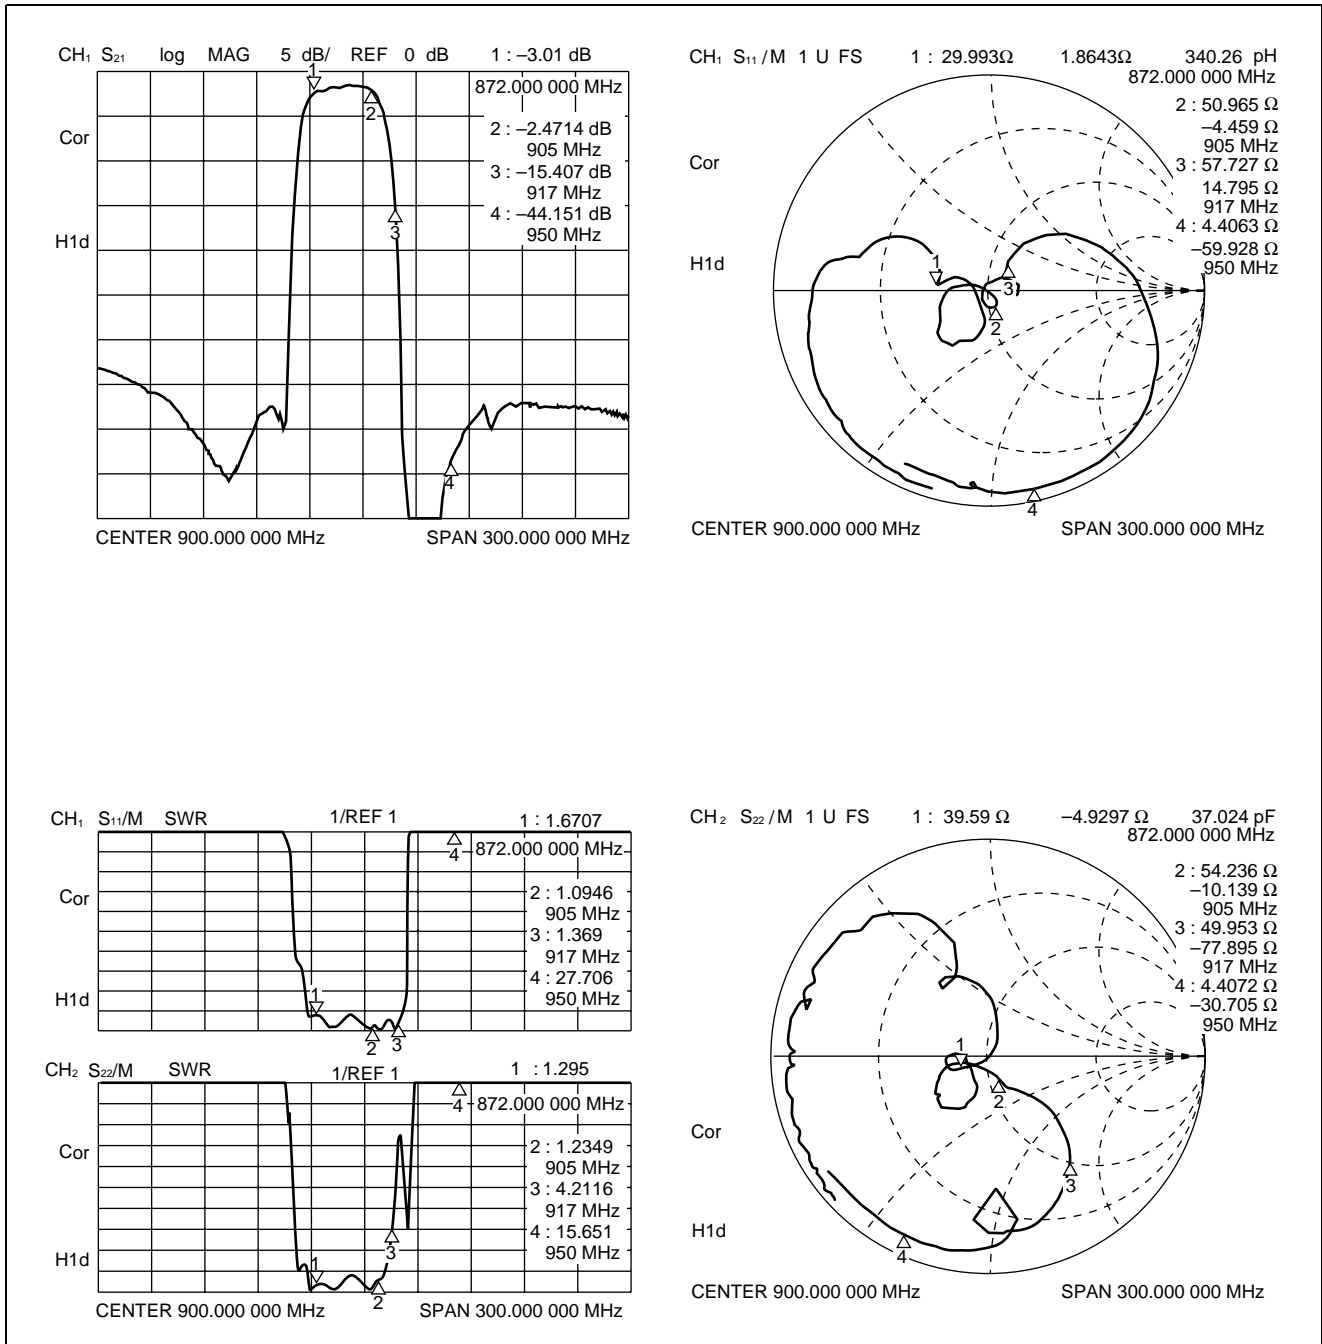 CH₁ S₂₁ log MAG 5 dB/ REF 0 dB 1 : –3.01 dB
872.000 000 MHz
1
2
Cor
2 : –2.4714 dB
905 MHz
3 : –15.407 dB
917 MHz
4 : –44.151 dB
950 MHz
3
H1d
4
CENTER 900.000 000 MHz SPAN 300.000 000 MHz
CH₁ S₁₁/M 1 U FS 1 : 29.993Ω 1.8643Ω 340.26 pH
872.000 000 MHz
2 : 50.965 Ω
–4.459 Ω
905 MHz
Cor
3 : 57.727 Ω
14.795 Ω
917 MHz
4 : 4.4063 Ω
–59.928 Ω
950 MHz
H1d
1
3
2
4
CENTER 900.000 000 MHz SPAN 300.000 000 MHz
CH₁ S₁₁/M SWR 1/REF 1 1 : 1.6707
4
872.000 000 MHz
Cor
2 : 1.0946
905 MHz
3 : 1.369
917 MHz
4 : 27.706
950 MHz
H1d
1
2
3
CH₂ S₂₂/M SWR 1/REF 1 1 : 1.295
4
872.000 000 MHz
Cor
2 : 1.2349
905 MHz
3 : 4.2116
917 MHz
4 : 15.651
950 MHz
H1d
3
1
2
CENTER 900.000 000 MHz SPAN 300.000 000 MHz
CH₂ S₂₂/M 1 U FS 1 : 39.59 Ω –4.9297 Ω 37.024 pF
872.000 000 MHz
2 : 54.236 Ω
–10.139 Ω
905 MHz
3 : 49.953 Ω
–77.895 Ω
917 MHz
4 : 4.4072 Ω
–30.705 Ω
950 MHz
1
2
Cor
3
H1d
4
CENTER 900.000 000 MHz SPAN 300.000 000 MHz